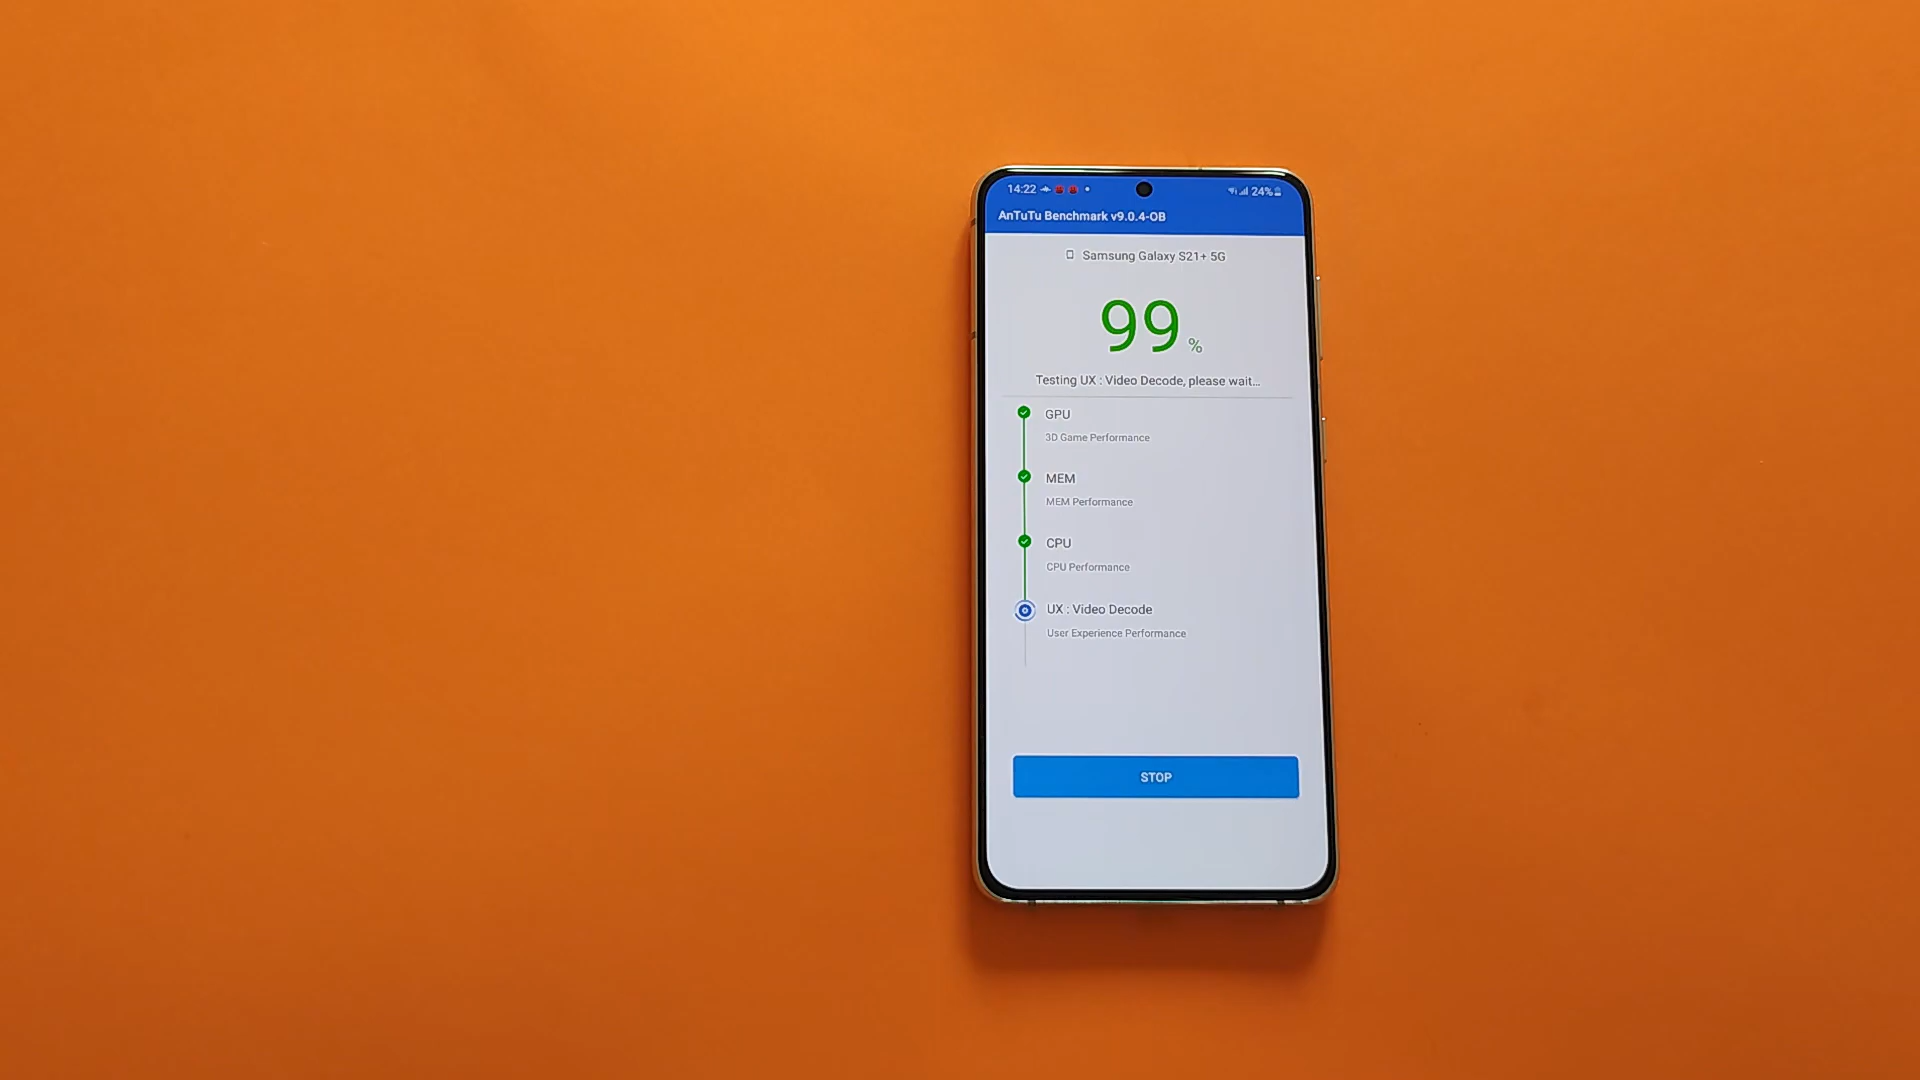 14:22 24%
AnTuTu Benchmark v9.0.4-OB
Samsung Galaxy S21+ 5G
99 %
Testing UX : Video Decode, please wait...
GPU
3D Game Performance
MEM
MEM Performance
CPU
CPU Performance
UX : Video Decode
User Experience Performance
STOP